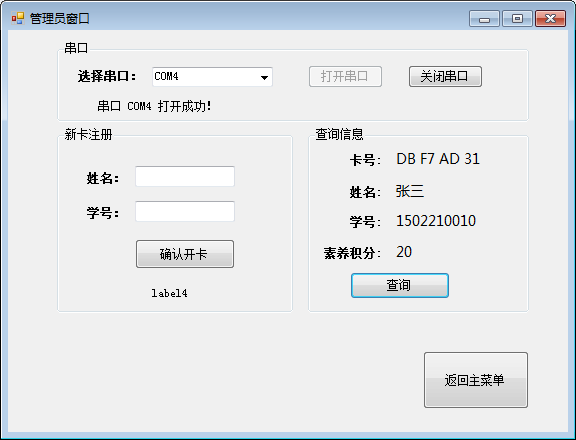 管理员窗口
串口
选择串口： COM4 打开串口 关闭串口
串口 COM4 打开成功!
新卡注册
姓名：
学号：
确认开卡
label4
查询信息
卡号: DB F7 AD 31
姓名: 张三
学号: 1502210010
素养积分: 20
查询
返回主菜单